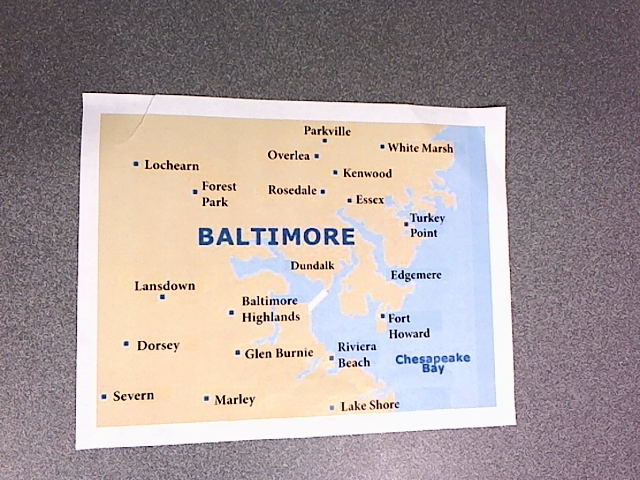 Parkville
White Marsh
Overlea
Lochearn
Kenwood
Forest
Park
Rosedale
Essex
Turkey
Point
BALTIMORE
Dundalk
Edgemere
Lansdown
Baltimore
Highlands
Fort
Howard
Dorsey
Glen Burnie
Riviera
Beach
Chesapeake
Bay
Severn
Marley
Lake Shore